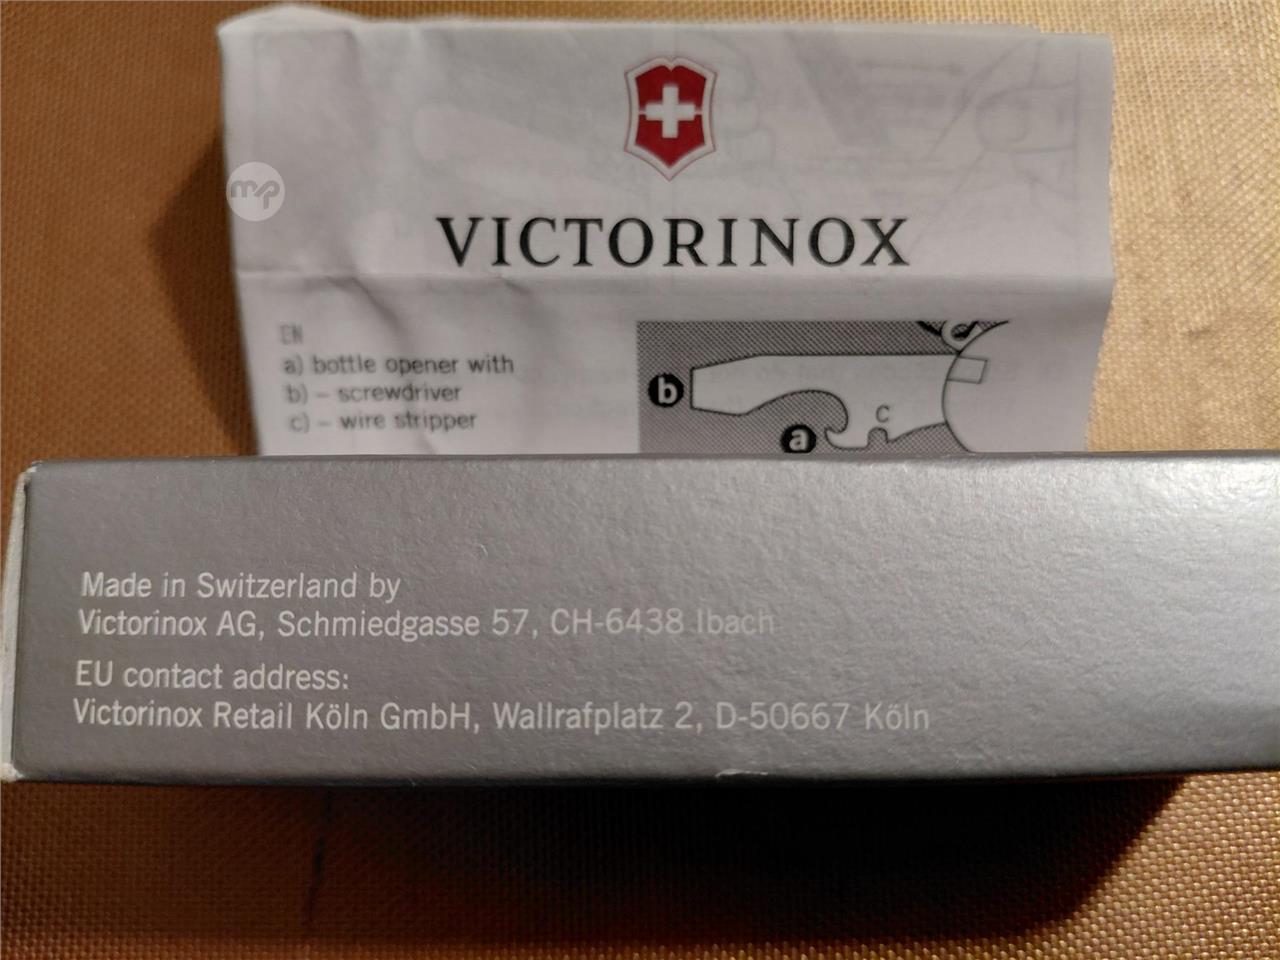 mp
VICTORINOX
EN
a) bottle opener with
b) – screwdriver
c) – wire stripper
b
a
c
Made in Switzerland by
Victorinox AG, Schmiedgasse 57, CH-6438 Ibach
EU contact address:
Victorinox Retail Köln GmbH, Wallrafplatz 2, D-50667 Köln